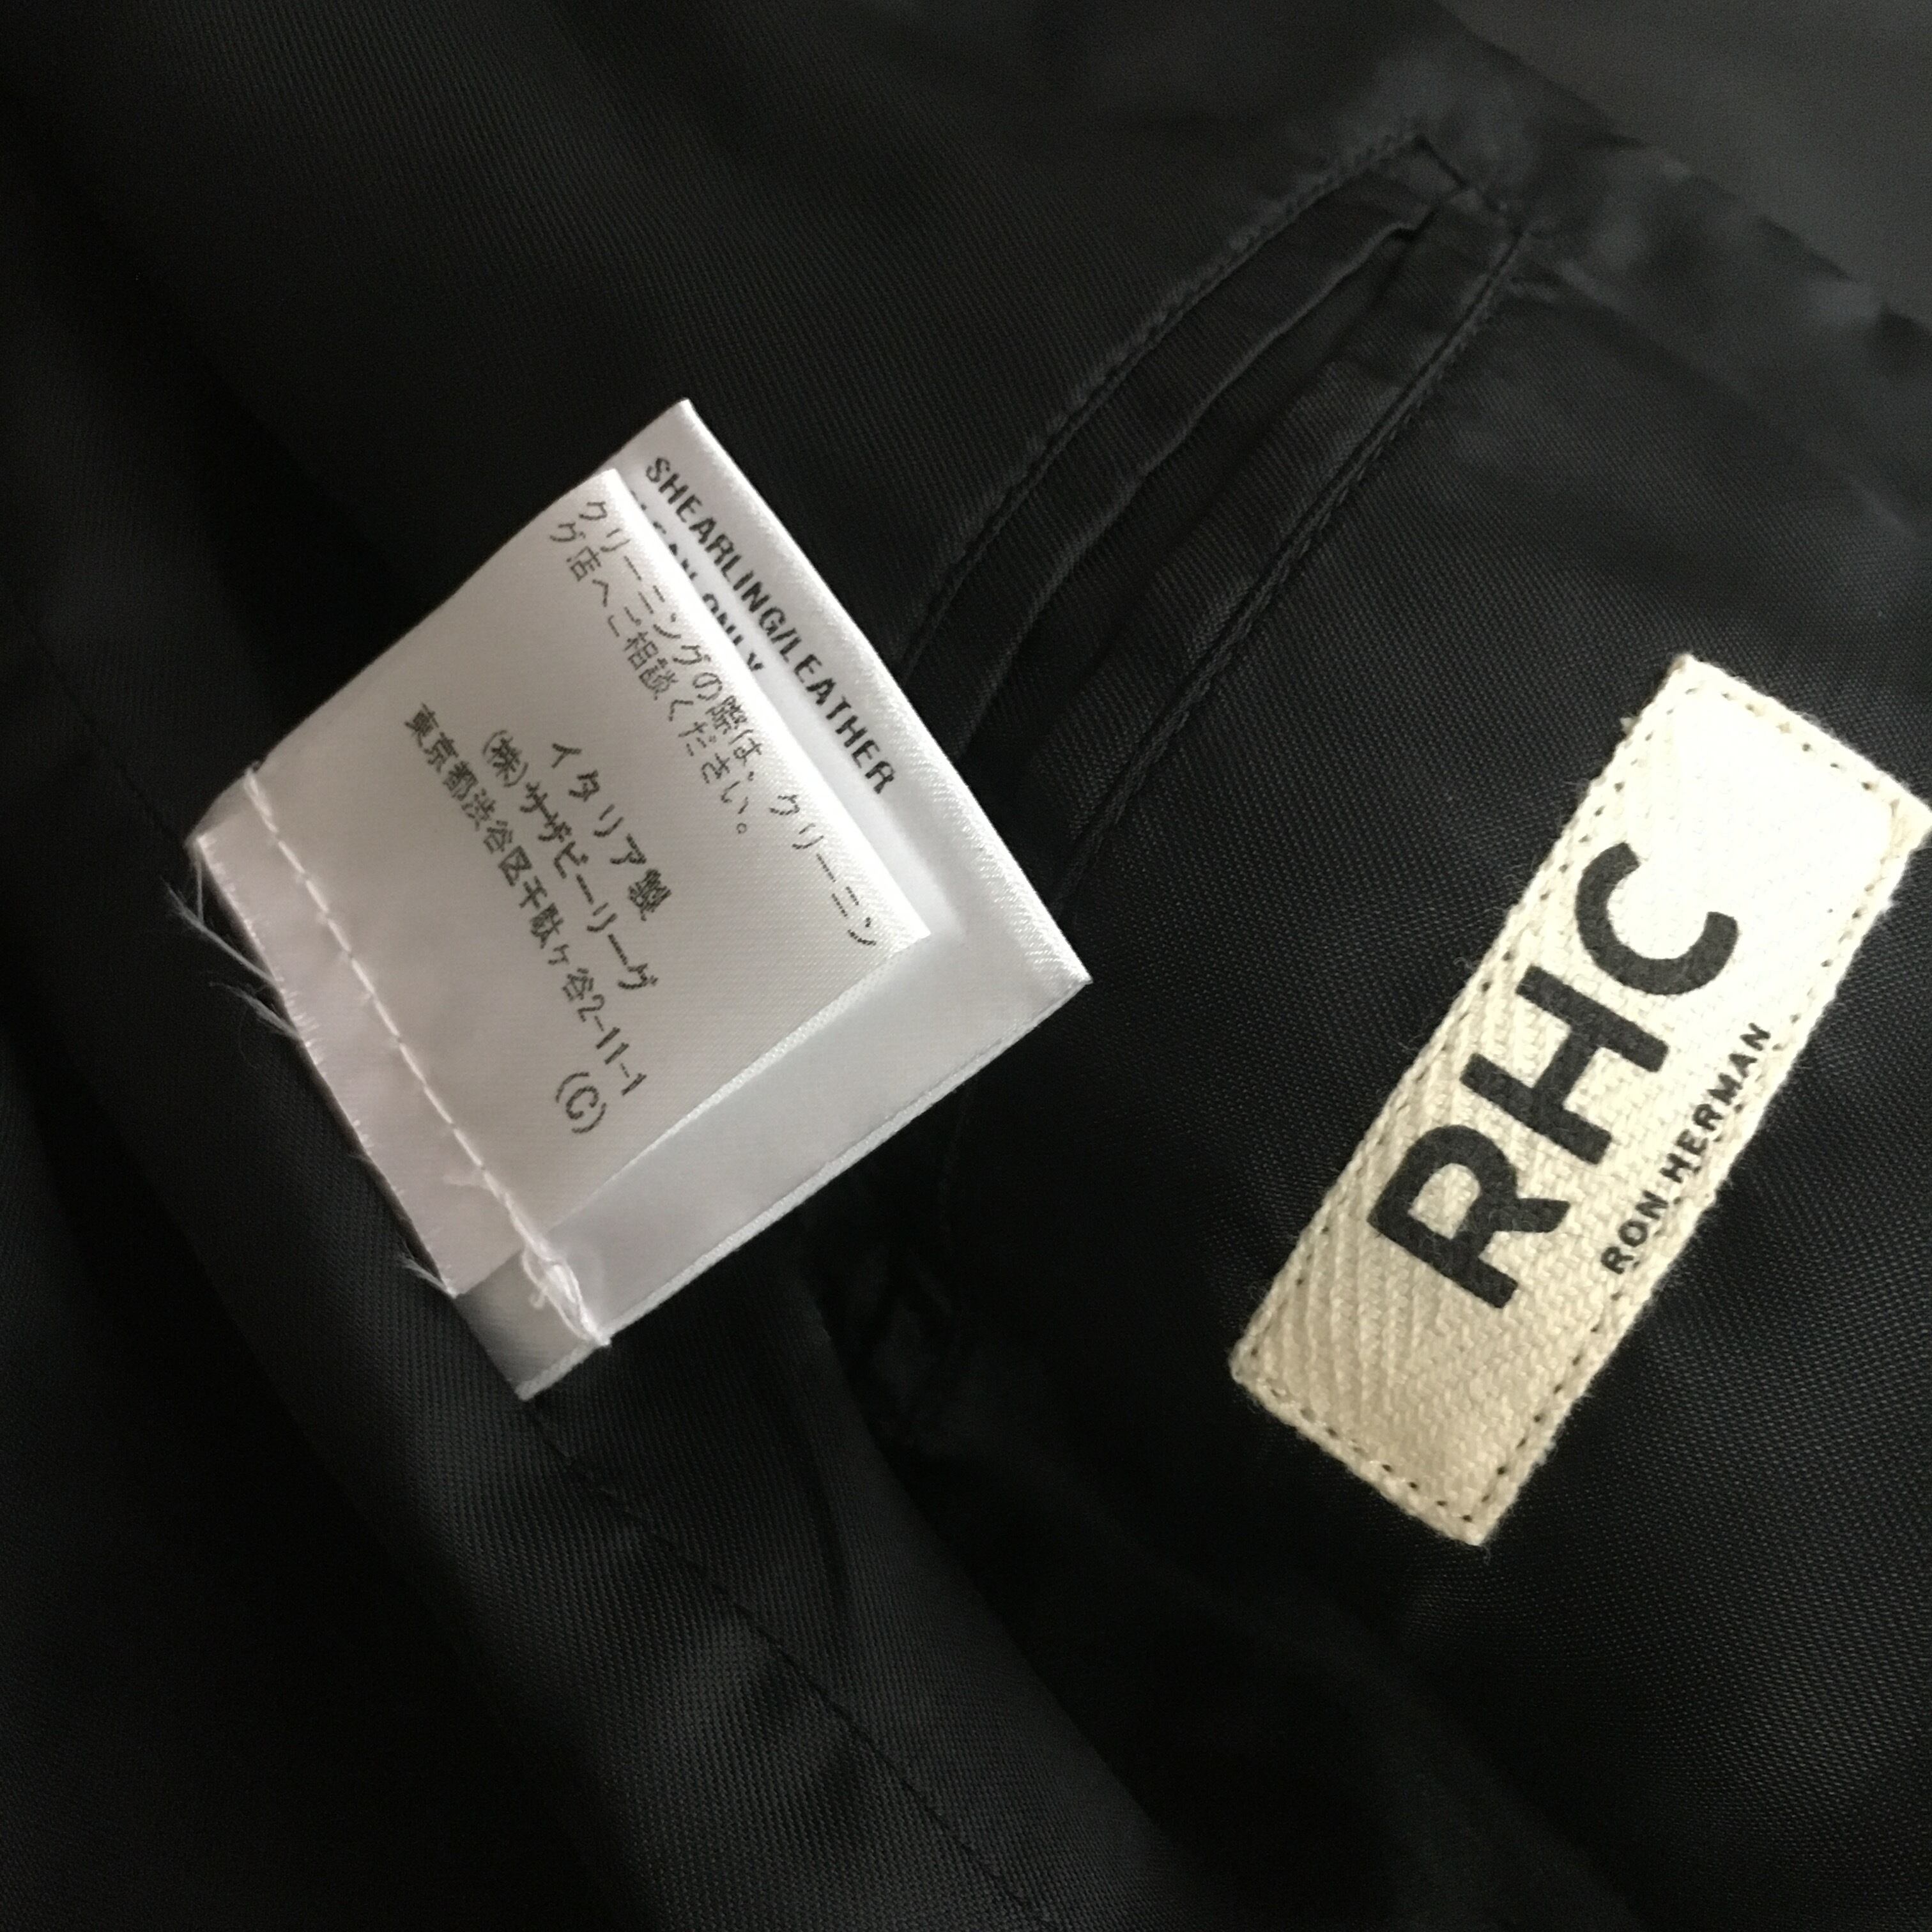 SHEARLING/LEATHER
CLEAN ONLY
クリーニングの際は、クリーニン
グ店へご相談ください。
イタリア製
(株)サザビーリーグ
東京都渋谷区千駄ヶ谷2-11-1
(C)
RHC
RON HERMAN